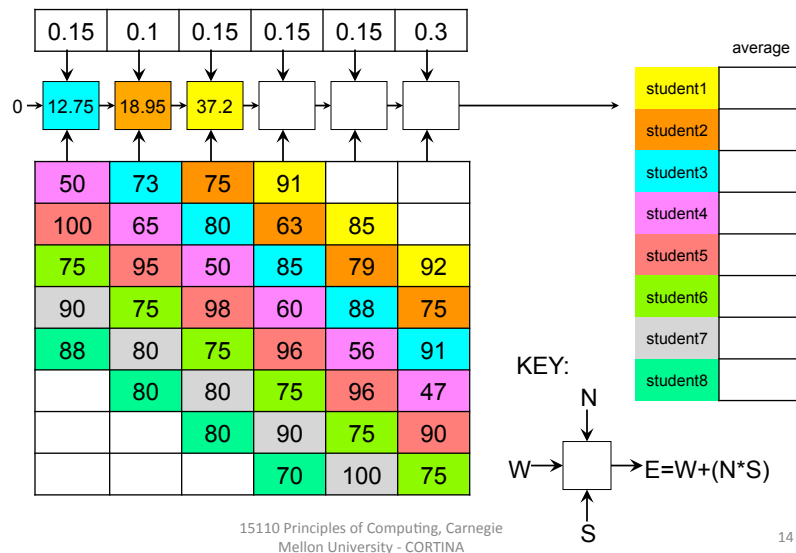 0.15 0.1 0.15 0.15 0.15 0.3
average
0 12.75 18.95 37.2
student1
student2
student3
student4
student5
student6
student7
student8
50 73 75 91
100 65 80 63 85
75 95 50 85 79 92
90 75 98 60 88 75
88 80 75 96 56 91
80 80 75 96 47
80 90 75 90
70 100 75
KEY:
N
W E=W+(N*S)
S
15110 Principles of Computing, Carnegie
Mellon University - CORTINA
14